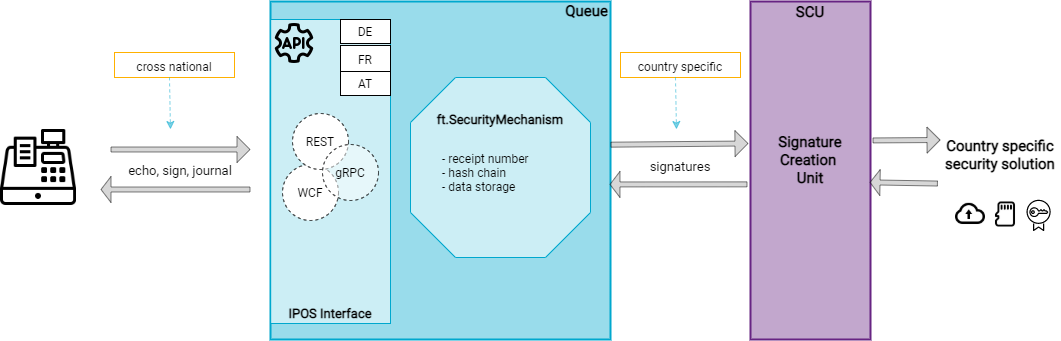 Queue
SCU
API
DE
FR
AT
cross national
country specific
ft.SecurityMechanism
- receipt number
- hash chain
- data storage
REST
gRPC
WCF
echo, sign, journal
signatures
Signature
Creation
Unit
Country specific
security solution
IPOS Interface